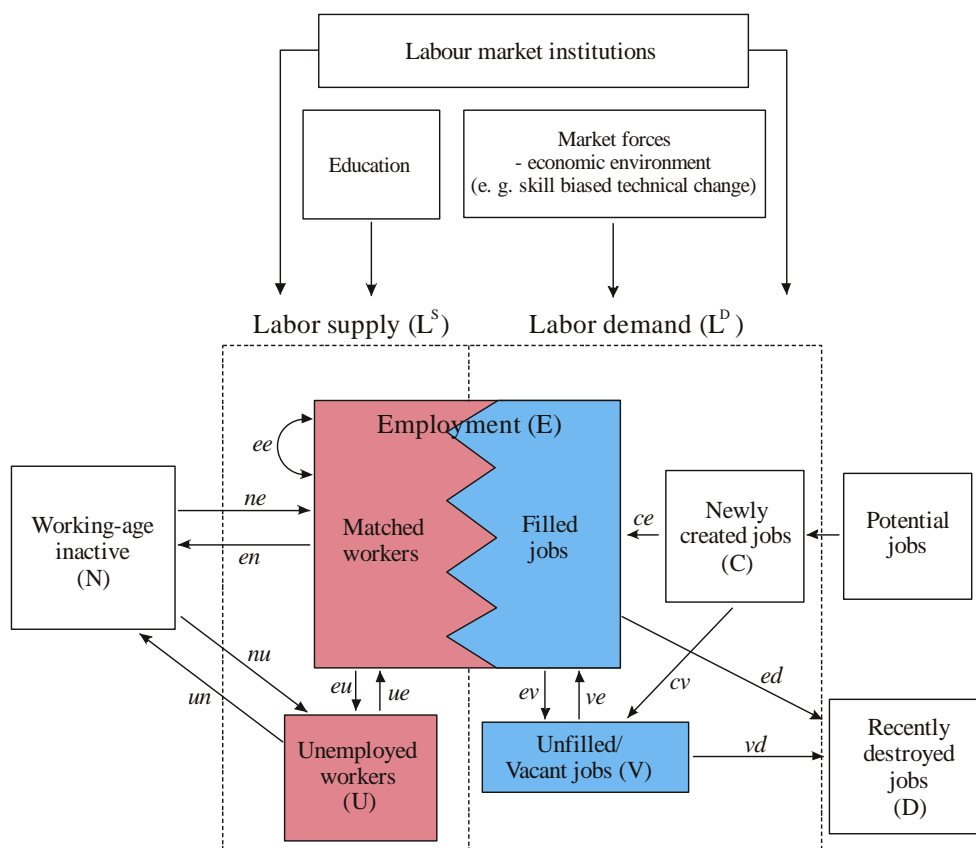 Labour market institutions
Education
Market forces
- economic environment
(e. g. skill biased technical change)
Labor supply (L^S)
Labor demand (L^D)
Employment (E)
ee
ne
en
Working-age
inactive
(N)
Matched
workers
Filled
jobs
ce
Newly
created jobs
(C)
Potential
jobs
nu
un
eu
ue
ev
ve
cv
ed
Unemployed
workers
(U)
Unfilled/
Vacant jobs (V)
vd
Recently
destroyed
jobs
(D)